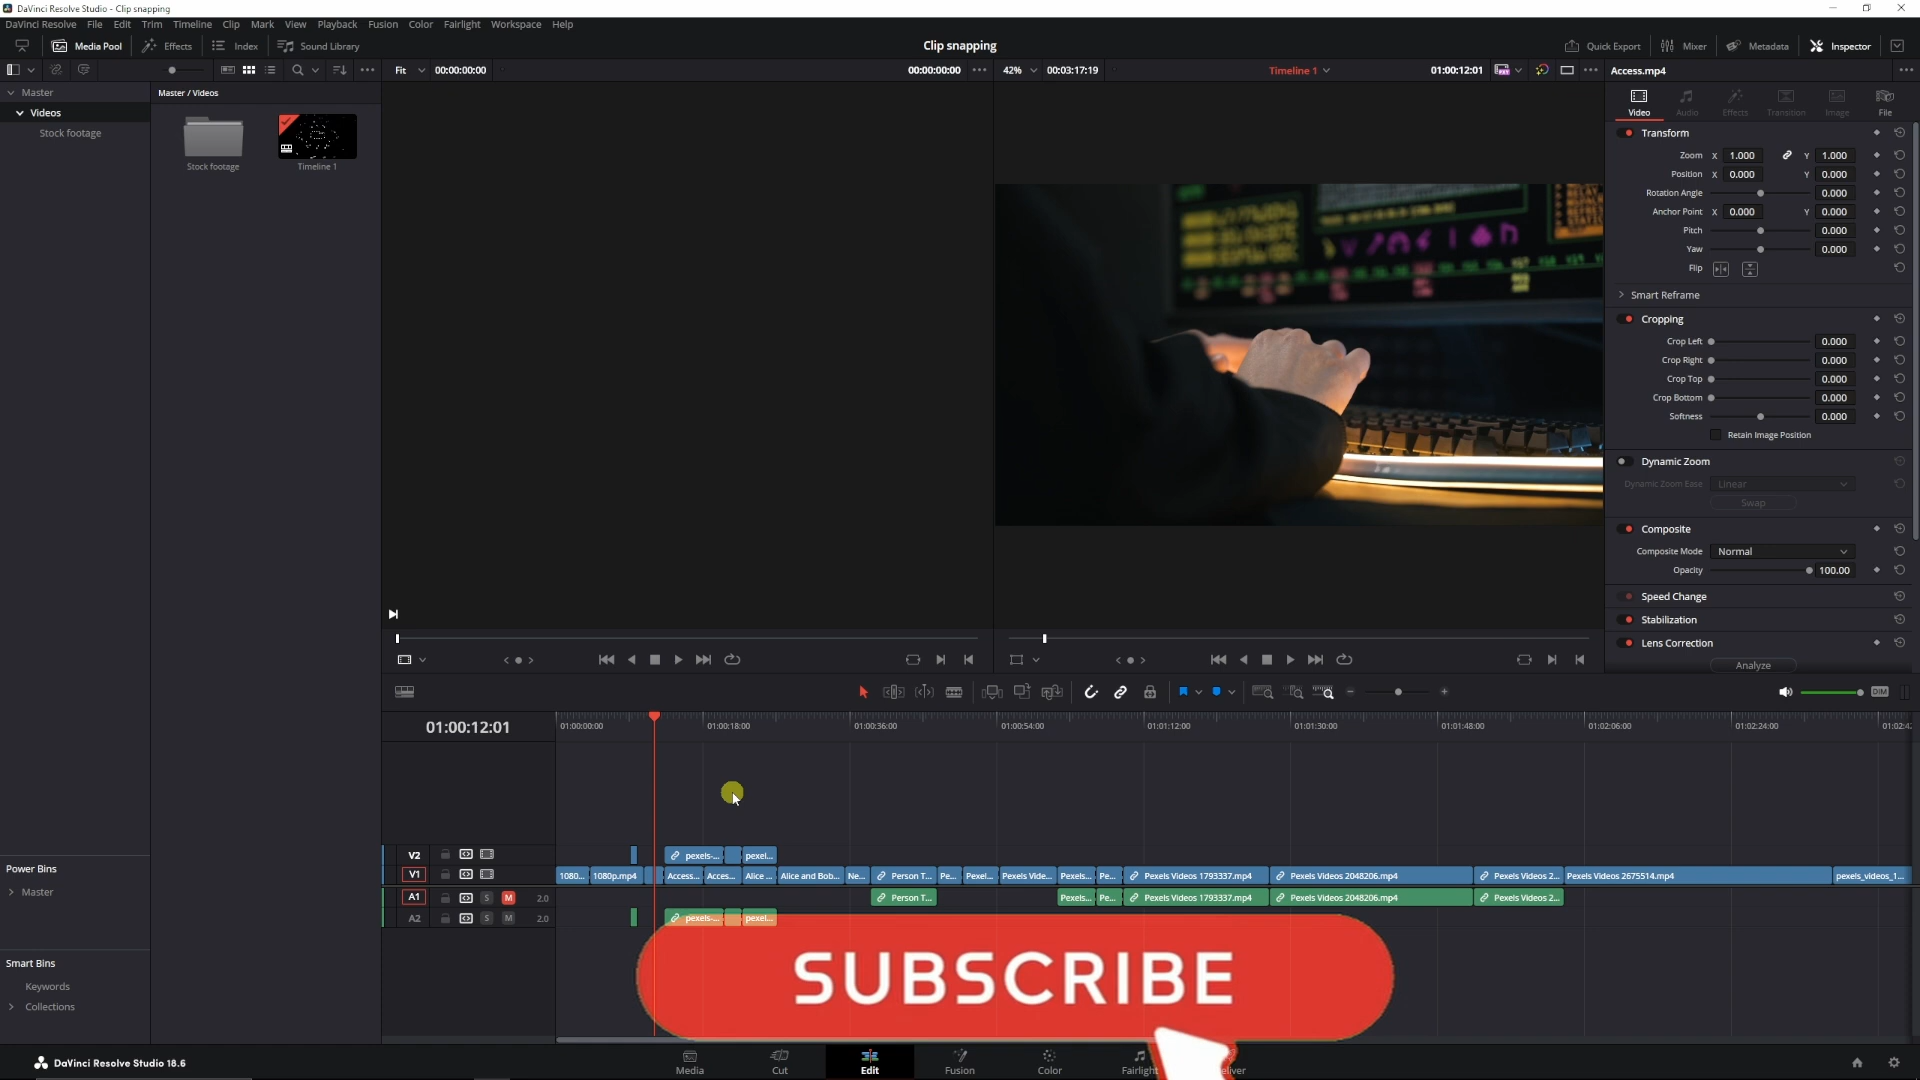 DaVinci Resolve Studio - Clip snapping
DaVinci Resolve File Edit Trim Timeline Clip Mark View Playback Fusion Color Fairlight Workspace Help
Media Pool Effects Index Sound Library Clip snapping Quick Export Mixer Metadata Inspector
Fit 00:00:00:00 00:00:00:00 42% 00:03:17:19 Timeline 1 01:00:12:01 Access.mp4
Master Master / Videos
Videos
Stock footage
Stock footage Timeline 1
Video Audio Effects Transition Image File
Transform
Zoom X 1.000 Y 1.000
Position X 0.000 Y 0.000
Rotation Angle 0.000
Anchor Point X 0.000 Y 0.000
Pitch 0.000
Yaw 0.000
Flip
Smart Reframe
Cropping
Crop Left 0.000
Crop Right 0.000
Crop Top 0.000
Crop Bottom 0.000
Softness 0.000
Retain Image Position
Dynamic Zoom
Dynamic Zoom Ease Linear
Swap
Composite
Composite Mode Normal
Opacity 100.00
Speed Change
Stabilization
Lens Correction
Analyze
DIM
01:00:12:01 01:00:00:00 01:00:18:00 01:00:36:00 01:00:54:00 01:01:12:00 01:01:30:00 01:01:48:00 01:02:06:00 01:02:24:00 01:02:4
V2 pexels-... pexel...
V1 1080... 1080p.mp4 Access... Acces... Alice ... Alice and Bob... Ne... Person T... Pe... Pexel... Pexels Vide... Pexels... Pe... Pexels Videos 1793337.mp4 Pexels Videos 2048206.mp4 Pexels Videos 2... Pexels Videos 2675514.mp4 pexels_videos_1...
A1 S M 2.0 Person T... Pexels... Pe... Pexels Videos 1793337.mp4 Pexels Videos 2048206.mp4 Pexels Videos 2...
A2 S M 2.0 pexels-... pexel...
Power Bins
Master
Smart Bins
Keywords
Collections
SUBSCRIBE
DaVinci Resolve Studio 18.6 Media Cut Edit Fusion Color Fairlight eliver